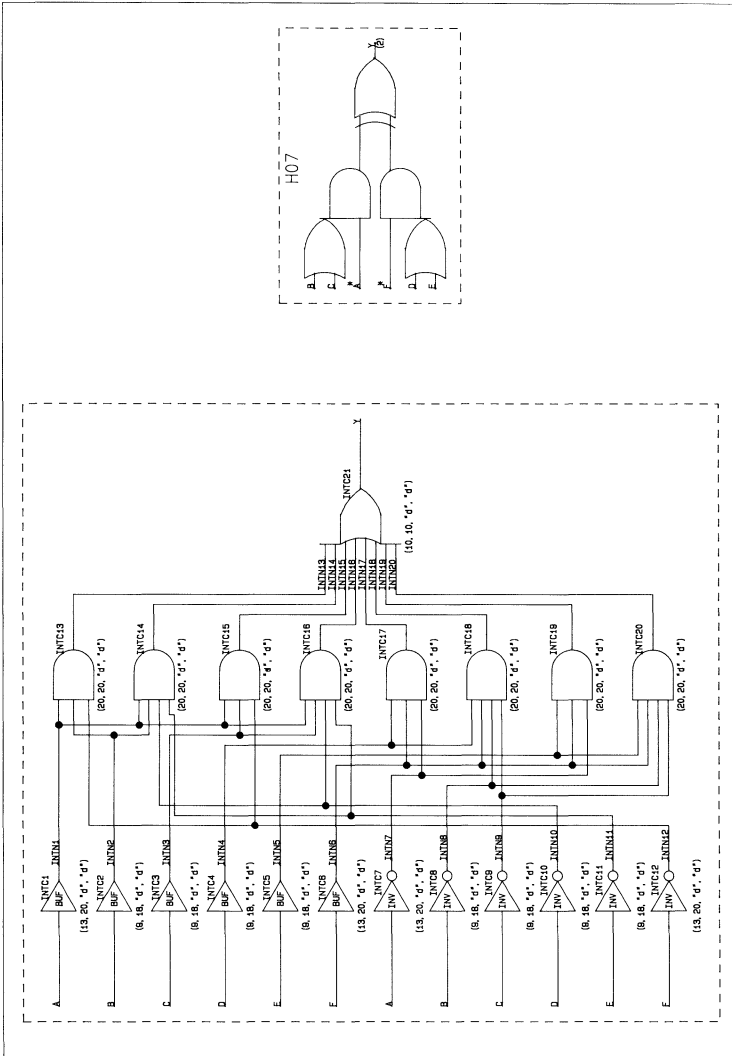 H07
B
C
*
A
*
F
D
E
Y
(2)
A
INTC1
BUF
INTN1
(13, 20, "d", "d")
B
INTC2
BUF
INTN2
(9, 18, "d", "d")
C
INTC3
BUF
INTN3
(9, 18, "d", "d")
D
INTC4
BUF
INTN4
(9, 18, "d", "d")
E
INTC5
BUF
INTN5
(9, 18, "d", "d")
F
INTC6
BUF
INTN6
(13, 20, "d", "d")
A
INTC7
INV
INTN7
(13, 20, "d", "d")
B
INTC8
INV
INTN8
(9, 18, "d", "d")
C
INTC9
INV
INTN9
(9, 18, "d", "d")
D
INTC10
INV
INTN10
(9, 18, "d", "d")
E
INTC11
INV
INTN11
(9, 18, "d", "d")
F
INTC12
INV
INTN12
(13, 20, "d", "d")
INTC13
(20, 20, "d", "d")
INTC14
(20, 20, "d", "d")
INTC15
(20, 20, "d", "d")
INTC16
(20, 20, "d", "d")
INTC17
(20, 20, "d", "d")
INTC18
(20, 20, "d", "d")
INTC19
(20, 20, "d", "d")
INTC20
(20, 20, "d", "d")
INTN13
INTN14
INTN15
INTN16
INTN17
INTN18
INTN19
INTN20
INTC21
(10, 10, "d", "d")
Y